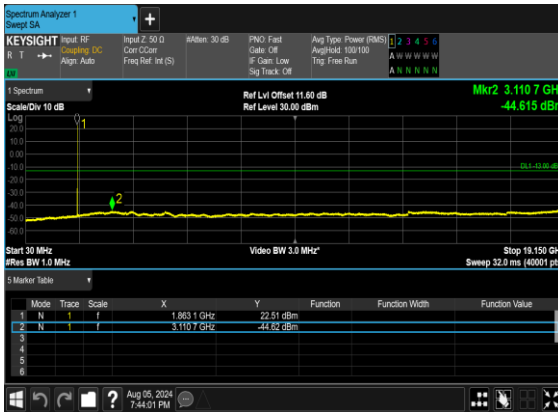 Spectrum Analyzer 1
Swept SA
+
KEYSIGHT
R T
LNI
Input: RF
Coupling: DC
Align: Auto
Input Z: 50 Ω
Corr CCorr
Freq Ref: Int (S)
#Atten: 30 dB
PNO: Fast
Gate: Off
IF Gain: Low
Sig Track: Off
Avg Type: Power (RMS)
Avg|Hold: 100/100
Trig: Free Run
1 2 3 4 5 6
A W W W W W
A N N N N N
1 Spectrum
Scale/Div 10 dB
Log
Ref Lvl Offset 11.60 dB
Ref Level 30.00 dBm
Mkr2 3.110 7 GH
-44.615 dBr
20.0
10.0
0.00
-10.0
-20.0
-30.0
-40.0
-50.0
-60.0
1
2
DL1 -13.00 dB
Start 30 MHz
#Res BW 1.0 MHz
Video BW 3.0 MHz*
Stop 19.150 GH
Sweep 32.0 ms (40001 pt
5 Marker Table
Mode Trace Scale X Y Function Function Width Function Value
1 N 1 f 1.863 1 GHz 22.51 dBm
2 N 1 f 3.110 7 GHz -44.62 dBm
3
4
5
6
?
Aug 05, 2024
7:44:01 PM